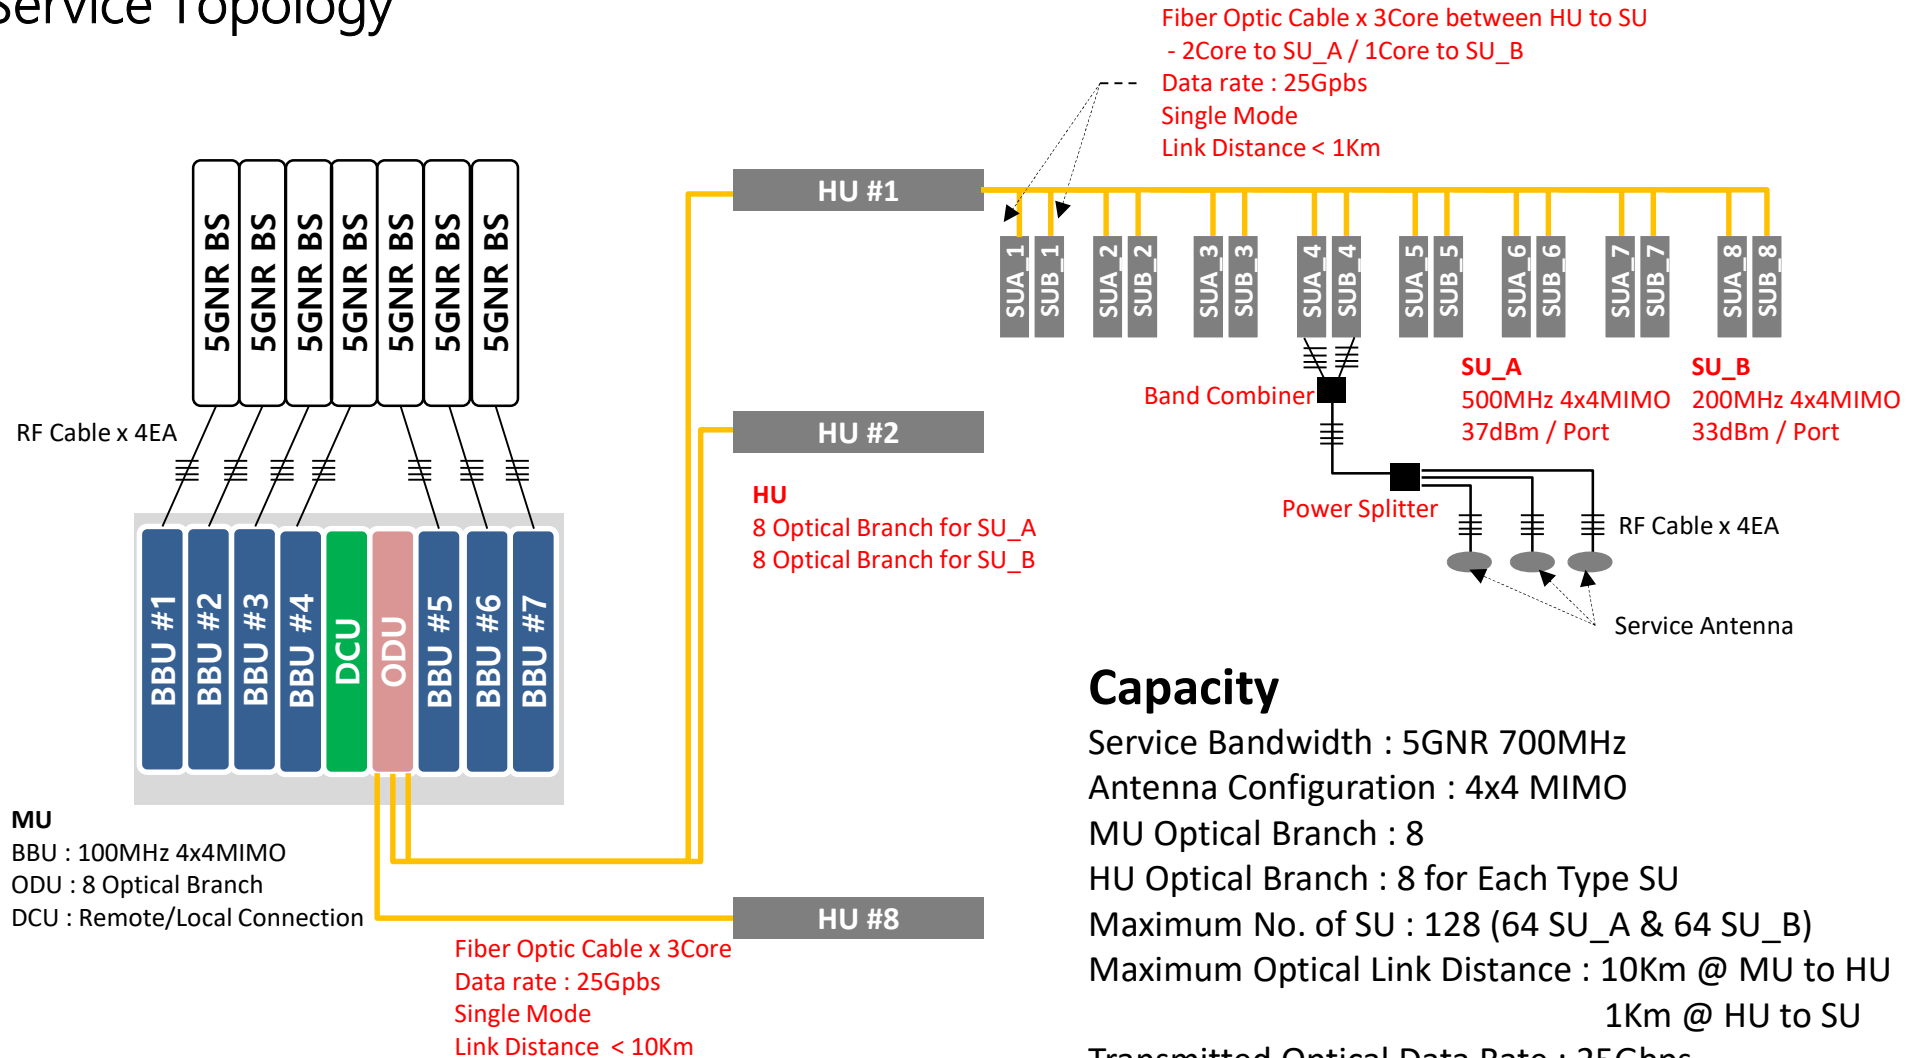 Service Topology
Fiber Optic Cable x 3Core between HU to SU
- 2Core to SU_A / 1Core to SU_B
Data rate : 25Gpbs
Single Mode
Link Distance < 1Km
5GNR BS
5GNR BS
5GNR BS
5GNR BS
5GNR BS
5GNR BS
5GNR BS
HU #1
SUA_1
SUB_1
SUA_2
SUB_2
SUA_3
SUB_3
SUA_4
SUB_4
SUA_5
SUB_5
SUA_6
SUB_6
SUA_7
SUB_7
SUA_8
SUB_8
RF Cable x 4EA
HU #2
Band Combiner
SU_A
500MHz 4x4MIMO
37dBm / Port
SU_B
200MHz 4x4MIMO
33dBm / Port
HU
8 Optical Branch for SU_A
8 Optical Branch for SU_B
Power Splitter
RF Cable x 4EA
Service Antenna
BBU #1
BBU #2
BBU #3
BBU #4
DCU
ODU
BBU #5
BBU #6
BBU #7
MU
BBU : 100MHz 4x4MIMO
ODU : 8 Optical Branch
DCU : Remote/Local Connection
HU #8
Fiber Optic Cable x 3Core
Data rate : 25Gpbs
Single Mode
Link Distance < 10Km
Capacity
Service Bandwidth : 5GNR 700MHz
Antenna Configuration : 4x4 MIMO
MU Optical Branch : 8
HU Optical Branch : 8 for Each Type SU
Maximum No. of SU : 128 (64 SU_A & 64 SU_B)
Maximum Optical Link Distance : 10Km @ MU to HU
1Km @ HU to SU
Transmitted Optical Data Rate : 25Gbps